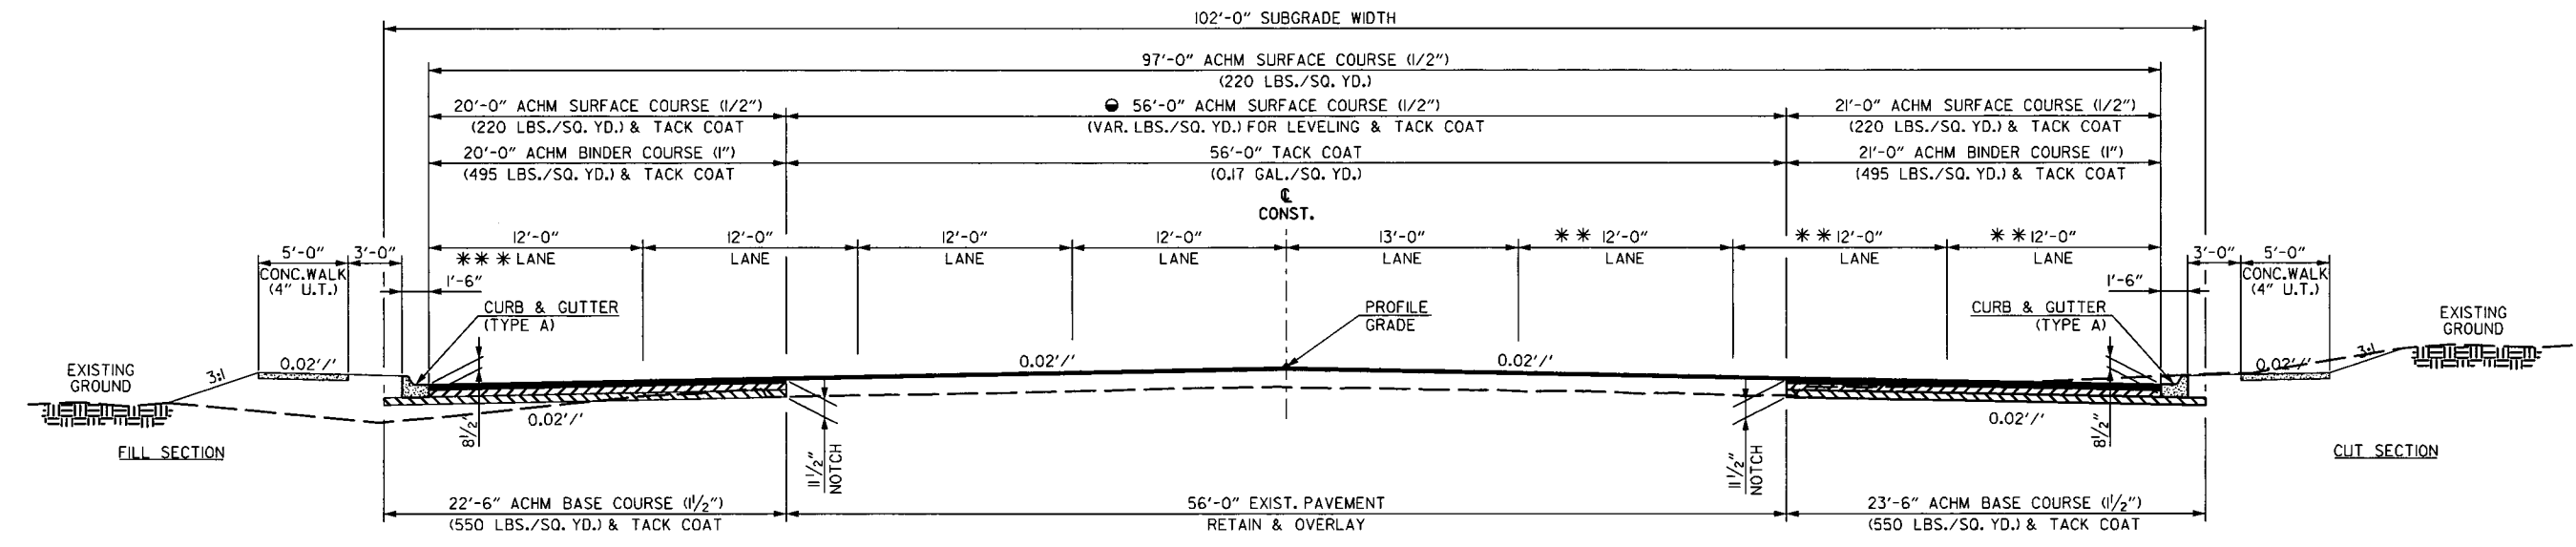 102'-0" SUBGRADE WIDTH
97'-0" ACHM SURFACE COURSE (1/2")
(220 LBS./SQ. YD.)
20'-0" ACHM SURFACE COURSE (1/2")
(220 LBS./SQ. YD.) & TACK COAT
◒ 56'-0" ACHM SURFACE COURSE (1/2")
(VAR. LBS./SQ. YD.) FOR LEVELING & TACK COAT
21'-0" ACHM SURFACE COURSE (1/2")
(220 LBS./SQ. YD.) & TACK COAT
20'-0" ACHM BINDER COURSE (1")
(495 LBS./SQ. YD.) & TACK COAT
56'-0" TACK COAT
(0.17 GAL./SQ. YD.)
21'-0" ACHM BINDER COURSE (1")
(495 LBS./SQ. YD.) & TACK COAT
℄
CONST.
5'-0"
CONC.WALK
(4" U.T.)
3'-0"
1'-6"
12'-0"
* * * LANE
12'-0"
LANE
12'-0"
LANE
12'-0"
LANE
13'-0"
LANE
* * 12'-0"
LANE
* * 12'-0"
LANE
* * 12'-0"
LANE
3'-0"
5'-0"
CONC.WALK
(4" U.T.)
1'-6"
CURB & GUTTER
(TYPE A)
PROFILE
GRADE
CURB & GUTTER
(TYPE A)
EXISTING
GROUND
EXISTING
GROUND
3:1
0.02'/'
0.02'/'
0.02'/'
0.02'/'
3:1
0.02'/'
0.02'/'
8 1/2"
11 1/2"
NOTCH
11 1/2"
NOTCH
8 1/2"
FILL SECTION
CUT SECTION
22'-6" ACHM BASE COURSE (1 1/2")
(550 LBS./SQ. YD.) & TACK COAT
56'-0" EXIST. PAVEMENT
RETAIN & OVERLAY
23'-6" ACHM BASE COURSE (1 1/2")
(550 LBS./SQ. YD.) & TACK COAT